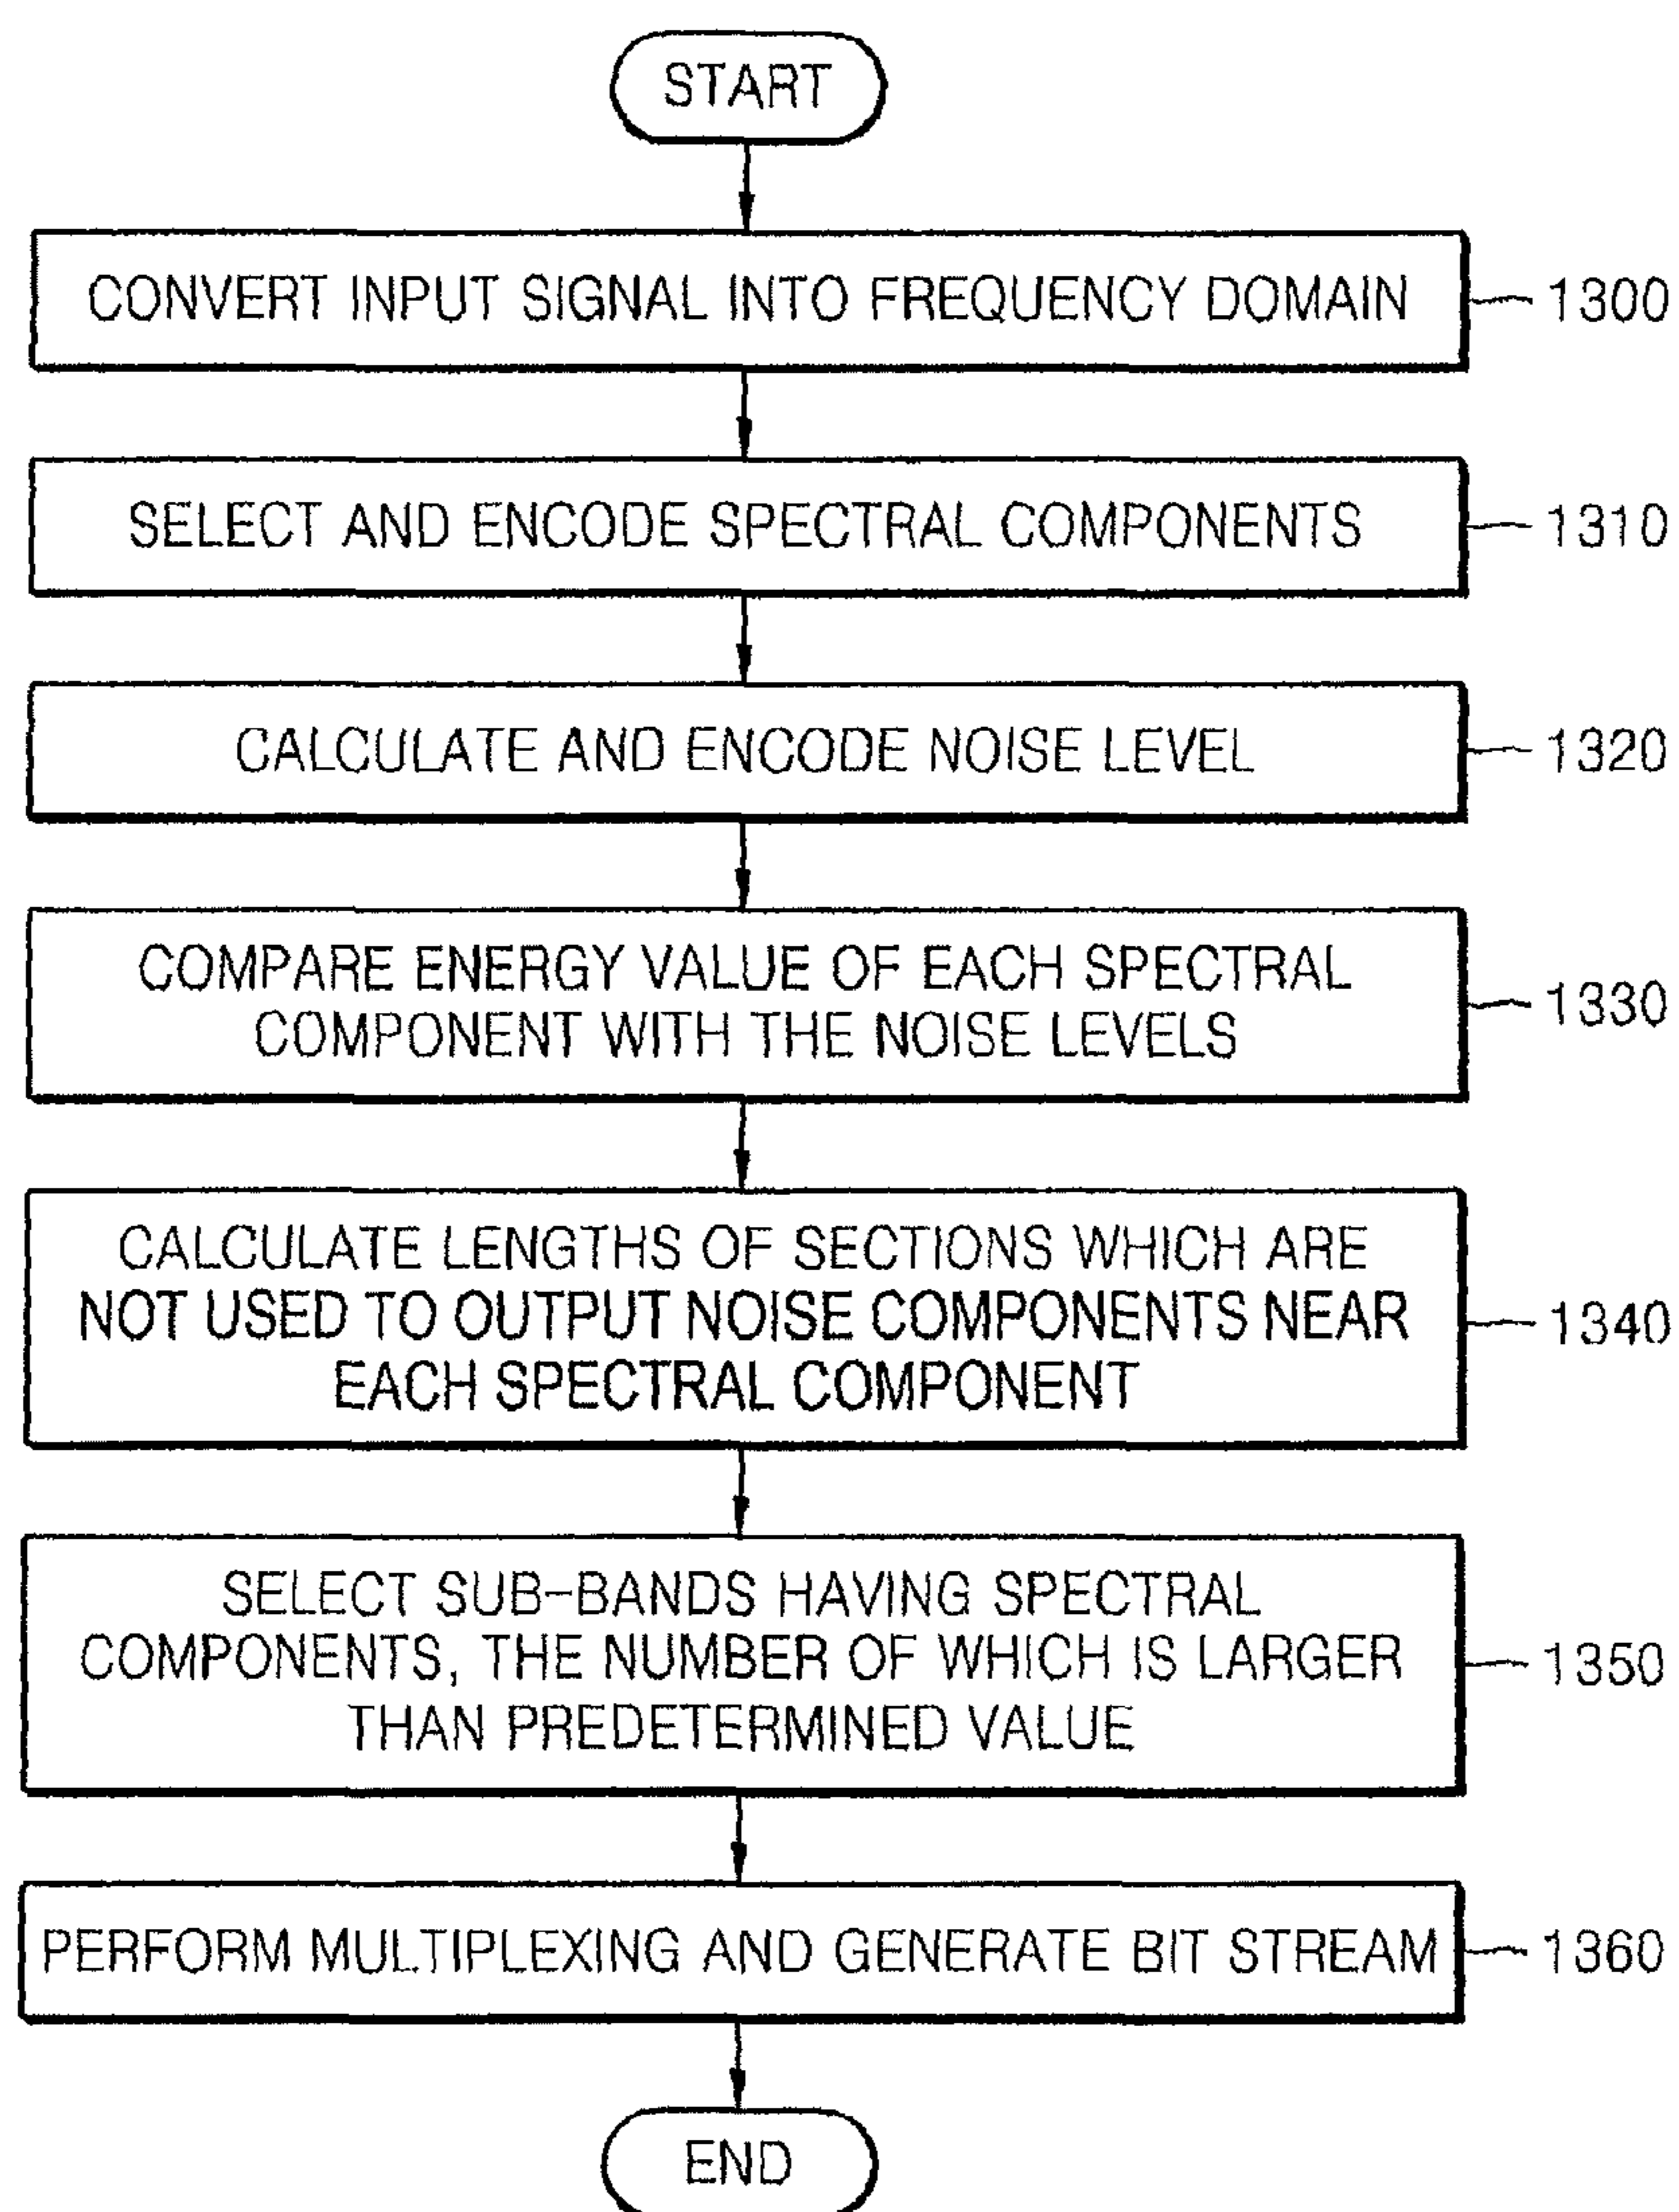 START
CONVERT INPUT SIGNAL INTO FREQUENCY DOMAIN
1300
SELECT AND ENCODE SPECTRAL COMPONENTS
1310
CALCULATE AND ENCODE NOISE LEVEL
1320
COMPARE ENERGY VALUE OF EACH SPECTRAL
COMPONENT WITH THE NOISE LEVELS
1330
CALCULATE LENGTHS OF SECTIONS WHICH ARE
NOT USED TO OUTPUT NOISE COMPONENTS NEAR
EACH SPECTRAL COMPONENT
1340
SELECT SUB-BANDS HAVING SPECTRAL
COMPONENTS, THE NUMBER OF WHICH IS LARGER
THAN PREDETERMINED VALUE
1350
PERFORM MULTIPLEXING AND GENERATE BIT STREAM
1360
END